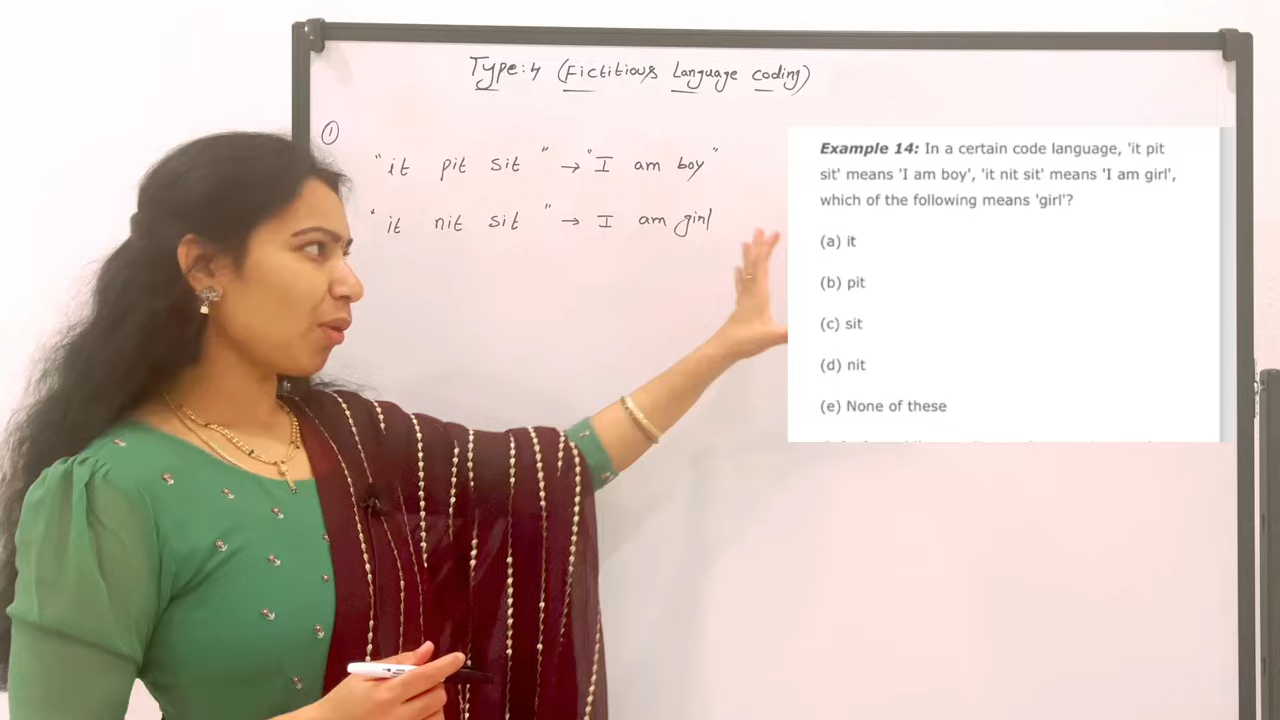 Type: 4 (Fictitious Language coding)
①
"it pit sit" → "I am boy"
"it nit sit" → I am girl
Example 14: In a certain code language, 'it pit
sit' means 'I am boy', 'it nit sit' means 'I am girl',
which of the following means 'girl'?
(a) it
(b) pit
(c) sit
(d) nit
(e) None of these